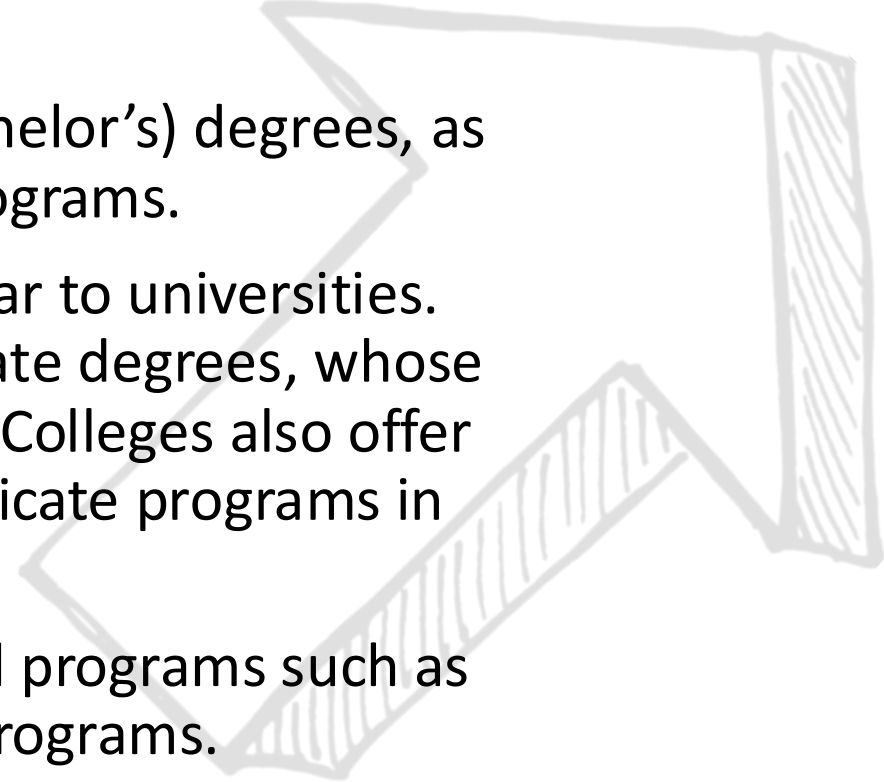 helor’s) degrees, as
ograms.
ar to universities.
ate degrees, whose
Colleges also offer
icate programs in
programs such as
rograms.